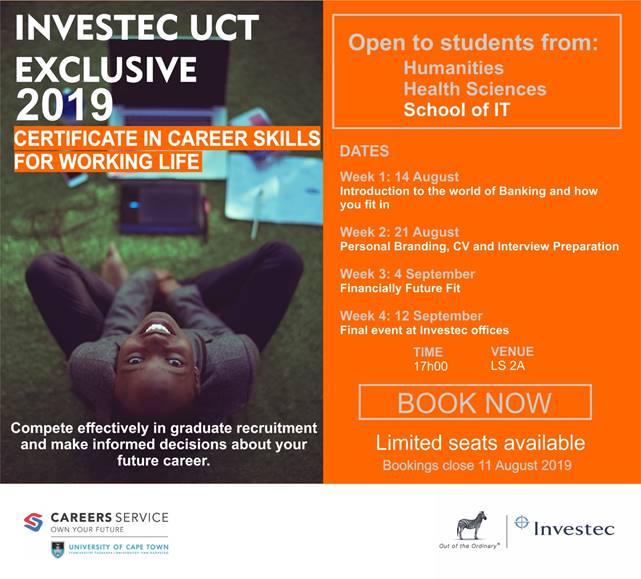 INVESTEC UCT
EXCLUSIVE
2019
CERTIFICATE IN CAREER SKILLS
FOR WORKING LIFE
Compete effectively in graduate recruitment
and make informed decisions about your
future career.
Open to students from:
Humanities
Health Sciences
School of IT
DATES
Week 1: 14 August
Introduction to the world of Banking and how
you fit in
Week 2: 21 August
Personal Branding, CV and Interview Preparation
Week 3: 4 September
Financially Future Fit
Week 4: 12 September
Final event at Investec offices
TIME VENUE
17h00 LS 2A
BOOK NOW
Limited seats available
Bookings close 11 August 2019
CAREERS SERVICE
OWN YOUR FUTURE
UNIVERSITY OF CAPE TOWN
Out of the Ordinary®
Investec